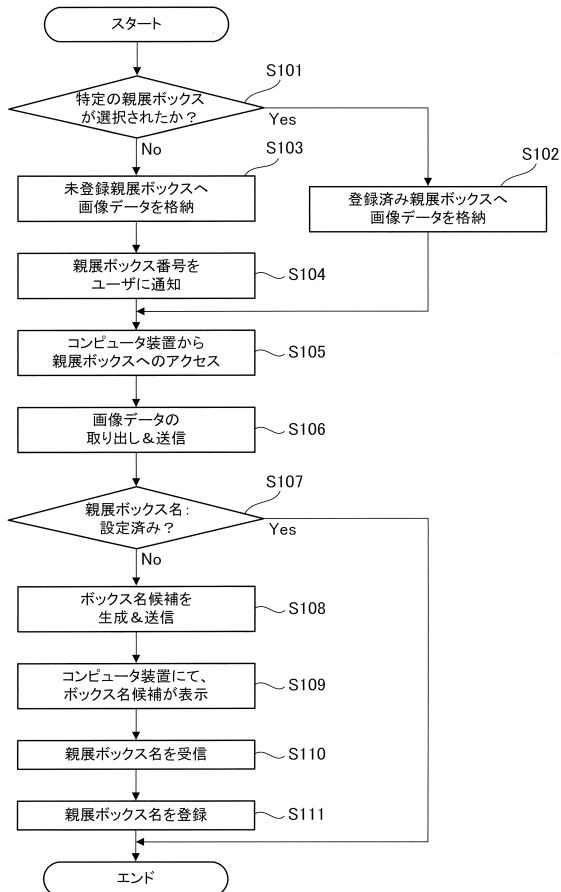 スタート
S101
特定の親展ボックス
が選択されたか？
Yes
No
S103
未登録親展ボックスへ
画像データを格納
S102
登録済み親展ボックスへ
画像データを格納
親展ボックス番号を
ユーザに通知
S104
コンピュータ装置から
親展ボックスへのアクセス
S105
画像データの
取り出し＆送信
S106
S107
親展ボックス名：
設定済み？
Yes
No
ボックス名候補を
生成＆送信
S108
コンピュータ装置にて、
ボックス名候補が表示
S109
親展ボックス名を受信
S110
親展ボックス名を登録
S111
エンド